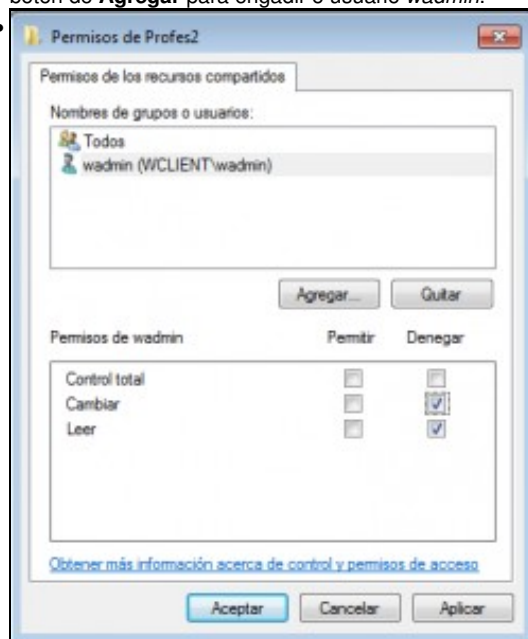 botón de Agregar para engadir o usuario wadmin.
Permisos de Profes2
Permisos de los recursos compartidos
Nombres de grupos o usuarios:
Todos
wadmin (WCLIENT\wadmin)
Agregar... Quitar
Permisos de wadmin Permitir Denegar
Control total
Cambiar
Leer
Obtener más información acerca de control y permisos de acceso
Aceptar Cancelar Aplicar